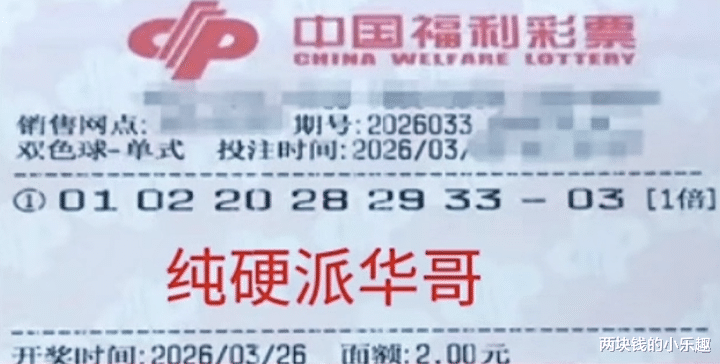 中国福利彩票
CHINA WELFARE LOTTERY
销售网点: 期号:2026033
双色球-单式 投注时间:2026/03/
① 01 02 20 28 29 33 - 03 [1倍]
纯硬派华哥
开奖时间:2026/03/26 面额:2.00元
两块钱的小乐趣